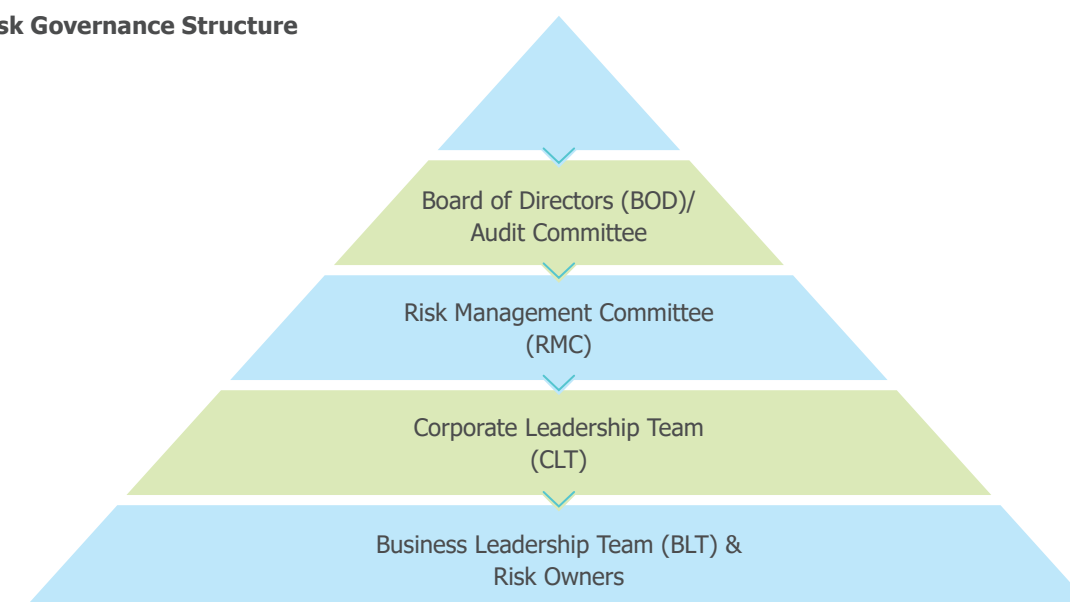 sk Governance Structure
Board of Directors (BOD)/
Audit Committee
Risk Management Committee
(RMC)
Corporate Leadership Team
(CLT)
Business Leadership Team (BLT) &
Risk Owners